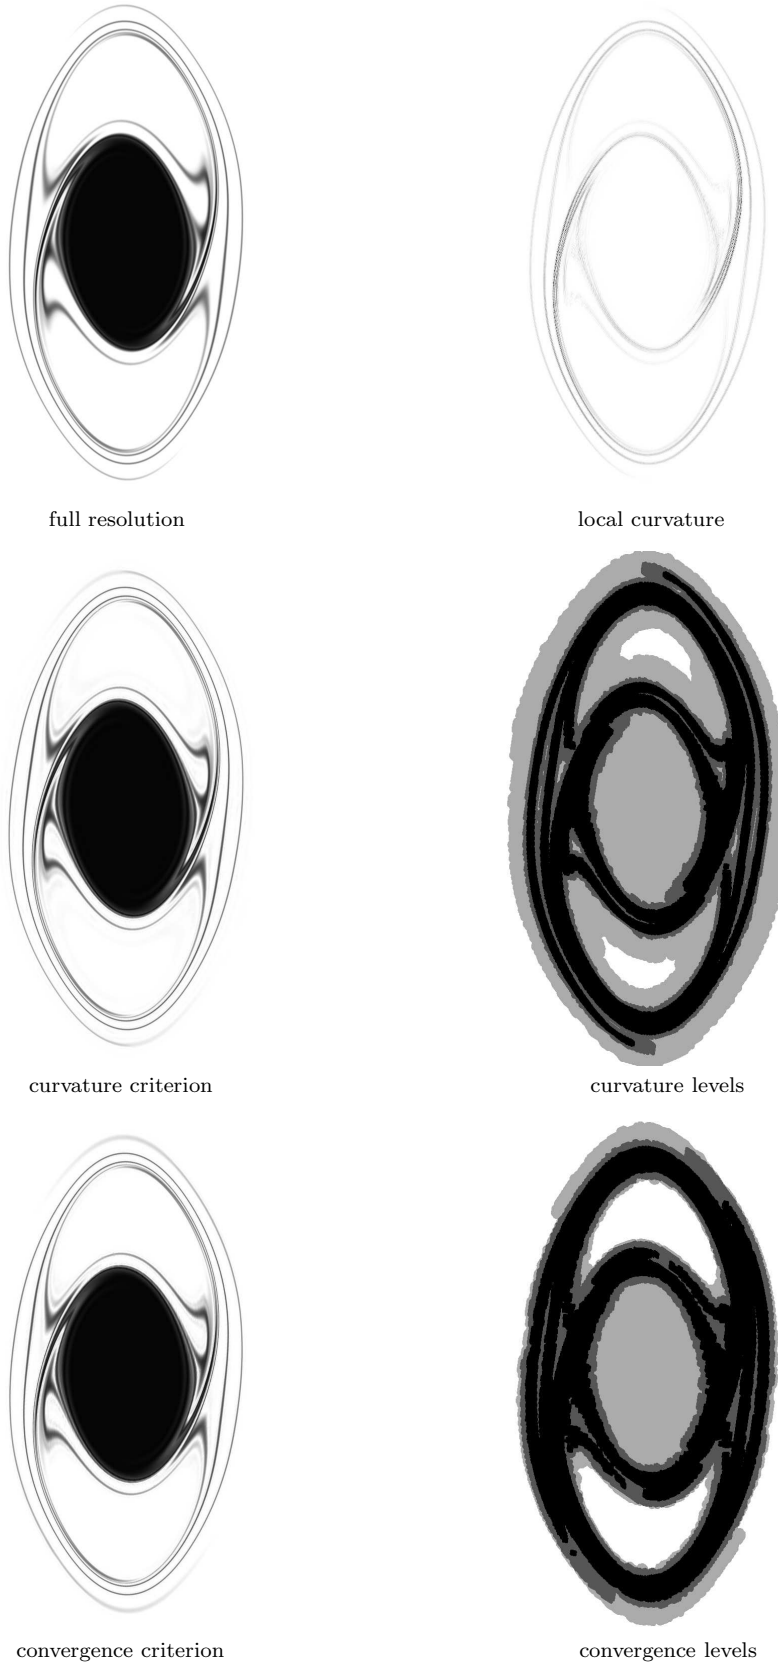 full resolution
local curvature
curvature criterion
curvature levels
convergence criterion
convergence levels